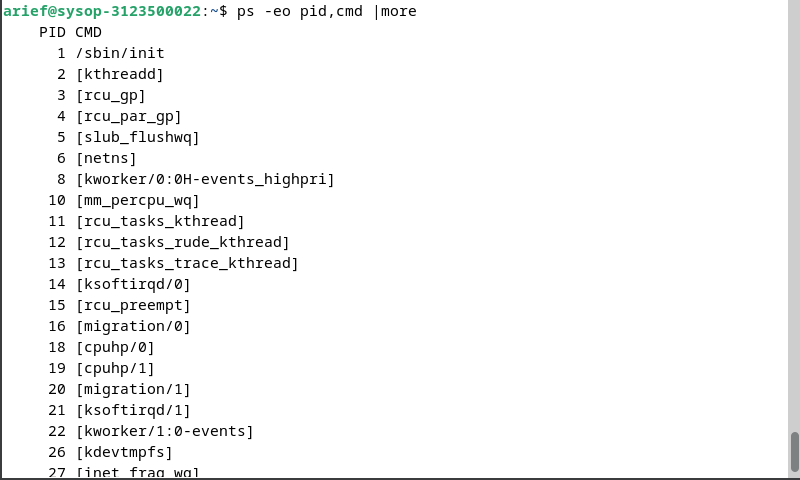 arief@sysop-3123500022:~$ ps -eo pid,cmd |more
    PID CMD
      1 /sbin/init
      2 [kthreadd]
      3 [rcu_gp]
      4 [rcu_par_gp]
      5 [slub_flushwq]
      6 [netns]
      8 [kworker/0:0H-events_highpri]
     10 [mm_percpu_wq]
     11 [rcu_tasks_kthread]
     12 [rcu_tasks_rude_kthread]
     13 [rcu_tasks_trace_kthread]
     14 [ksoftirqd/0]
     15 [rcu_preempt]
     16 [migration/0]
     18 [cpuhp/0]
     19 [cpuhp/1]
     20 [migration/1]
     21 [ksoftirqd/1]
     22 [kworker/1:0-events]
     26 [kdevtmpfs]
     27 [inet_frag_wq]